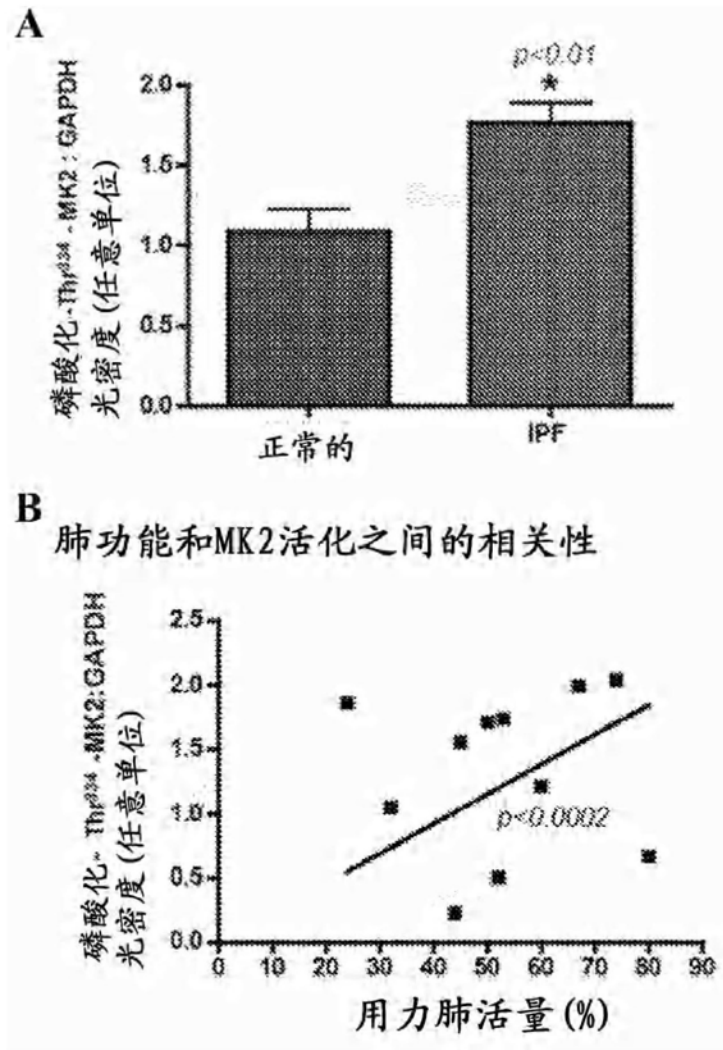 A
p<0.01
*
磷酸化-Thr³³⁴-MK2:GAPDH
光密度(任意单位)
2.0
1.5
1.0
0.5
0.0
正常的
IPF
B
肺功能和MK2活化之间的相关性
磷酸化-Thr³³⁴-MK2:GAPDH
光密度(任意单位)
2.5
2.0
1.5
1.0
0.5
0.0
p<0.0002
0 10 20 30 40 50 60 70 80 90
用力肺活量(%)